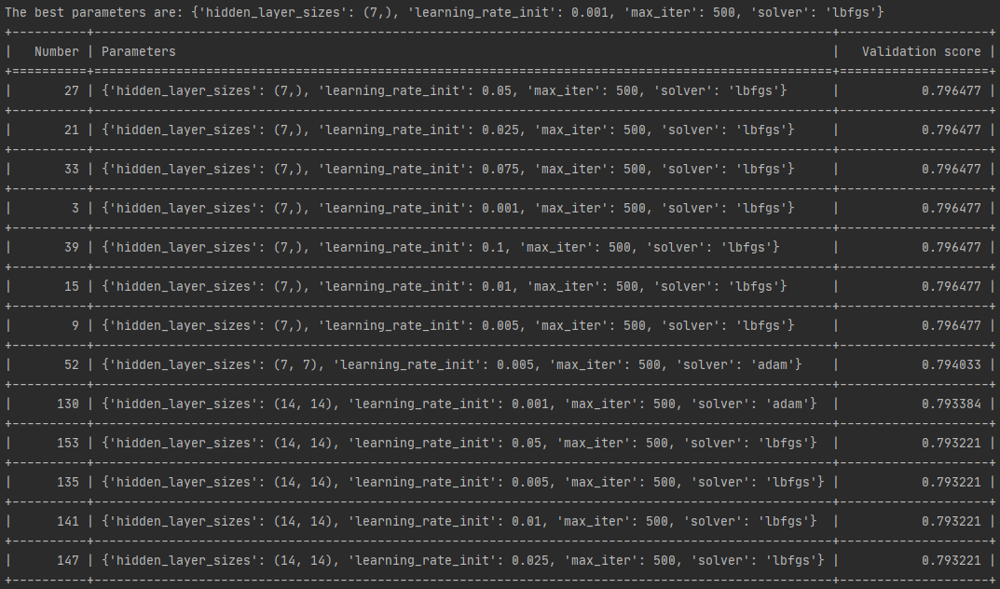 The best parameters are: {'hidden_layer_sizes': (7,), 'learning_rate_init': 0.001, 'max_iter': 500, 'solver': 'lbfgs'}
| Number | Parameters | Validation score |
| 27 | {'hidden_layer_sizes': (7,), 'learning_rate_init': 0.05, 'max_iter': 500, 'solver': 'lbfgs'} | 0.796477 |
| 21 | {'hidden_layer_sizes': (7,), 'learning_rate_init': 0.025, 'max_iter': 500, 'solver': 'lbfgs'} | 0.796477 |
| 33 | {'hidden_layer_sizes': (7,), 'learning_rate_init': 0.075, 'max_iter': 500, 'solver': 'lbfgs'} | 0.796477 |
| 3 | {'hidden_layer_sizes': (7,), 'learning_rate_init': 0.001, 'max_iter': 500, 'solver': 'lbfgs'} | 0.796477 |
| 39 | {'hidden_layer_sizes': (7,), 'learning_rate_init': 0.1, 'max_iter': 500, 'solver': 'lbfgs'} | 0.796477 |
| 15 | {'hidden_layer_sizes': (7,), 'learning_rate_init': 0.01, 'max_iter': 500, 'solver': 'lbfgs'} | 0.796477 |
| 9 | {'hidden_layer_sizes': (7,), 'learning_rate_init': 0.005, 'max_iter': 500, 'solver': 'lbfgs'} | 0.796477 |
| 52 | {'hidden_layer_sizes': (7, 7), 'learning_rate_init': 0.005, 'max_iter': 500, 'solver': 'adam'} | 0.794033 |
| 130 | {'hidden_layer_sizes': (14, 14), 'learning_rate_init': 0.001, 'max_iter': 500, 'solver': 'adam'} | 0.793384 |
| 153 | {'hidden_layer_sizes': (14, 14), 'learning_rate_init': 0.05, 'max_iter': 500, 'solver': 'lbfgs'} | 0.793221 |
| 135 | {'hidden_layer_sizes': (14, 14), 'learning_rate_init': 0.005, 'max_iter': 500, 'solver': 'lbfgs'} | 0.793221 |
| 141 | {'hidden_layer_sizes': (14, 14), 'learning_rate_init': 0.01, 'max_iter': 500, 'solver': 'lbfgs'} | 0.793221 |
| 147 | {'hidden_layer_sizes': (14, 14), 'learning_rate_init': 0.025, 'max_iter': 500, 'solver': 'lbfgs'} | 0.793221 |